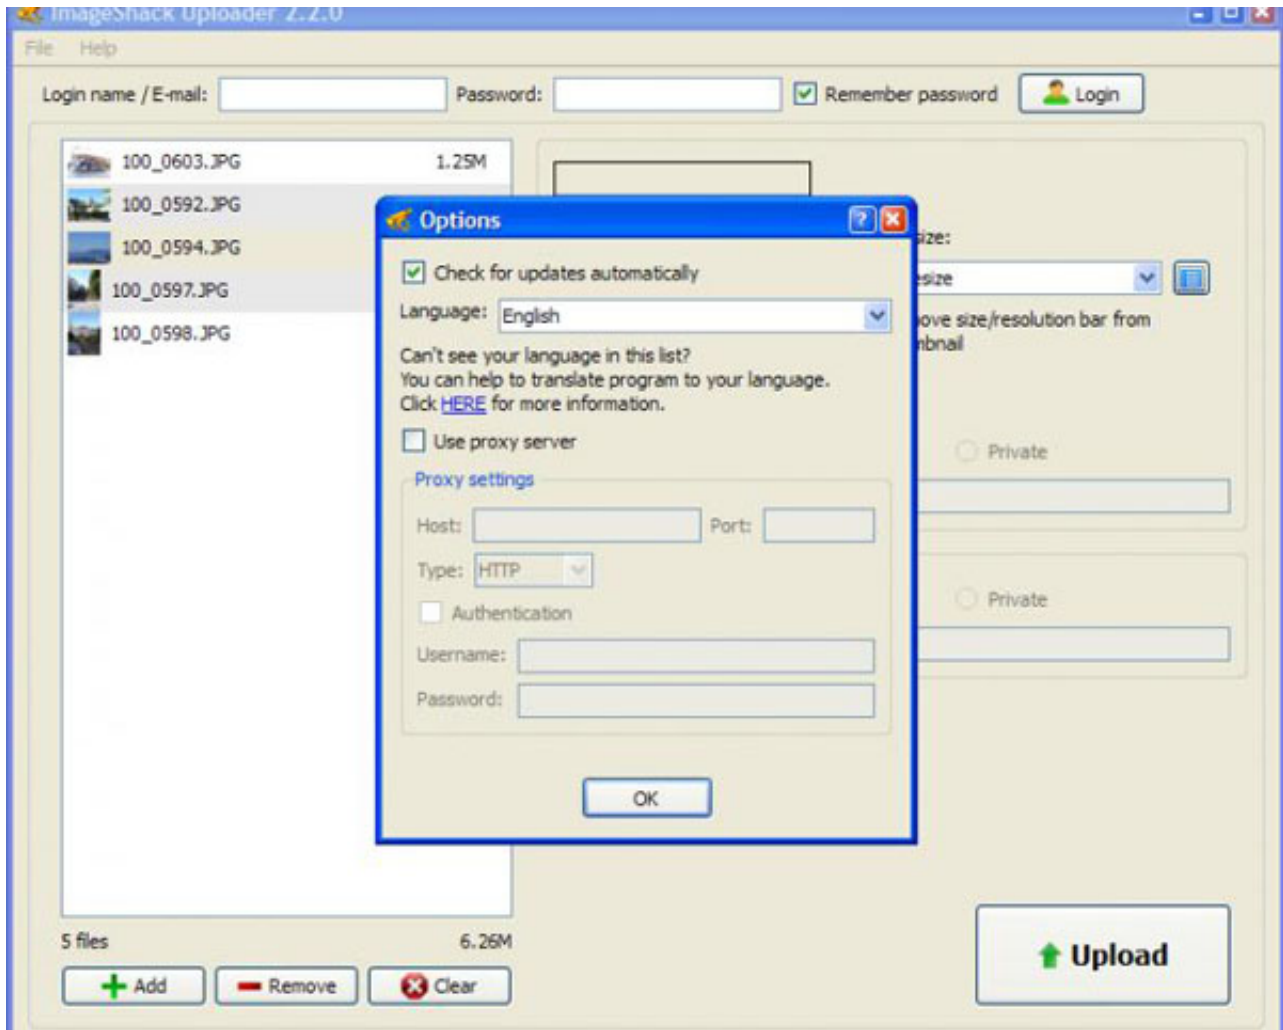 ImageShack Uploader 2.2.0
File Help
Login name / E-mail:
Password:
Remember password
Login
100_0603.JPG 1.25M
100_0592.JPG
100_0594.JPG
100_0597.JPG
100_0598.JPG
5 files 6.26M
Add
Remove
Clear
Options
Check for updates automatically
Language: English
Can't see your language in this list?
You can help to translate program to your language.
Click HERE for more information.
Use proxy server
Proxy settings
Host:
Port:
Type: HTTP
Authentication
Username:
Password:
OK
size:
size/resolution bar from
Private
Private
Upload